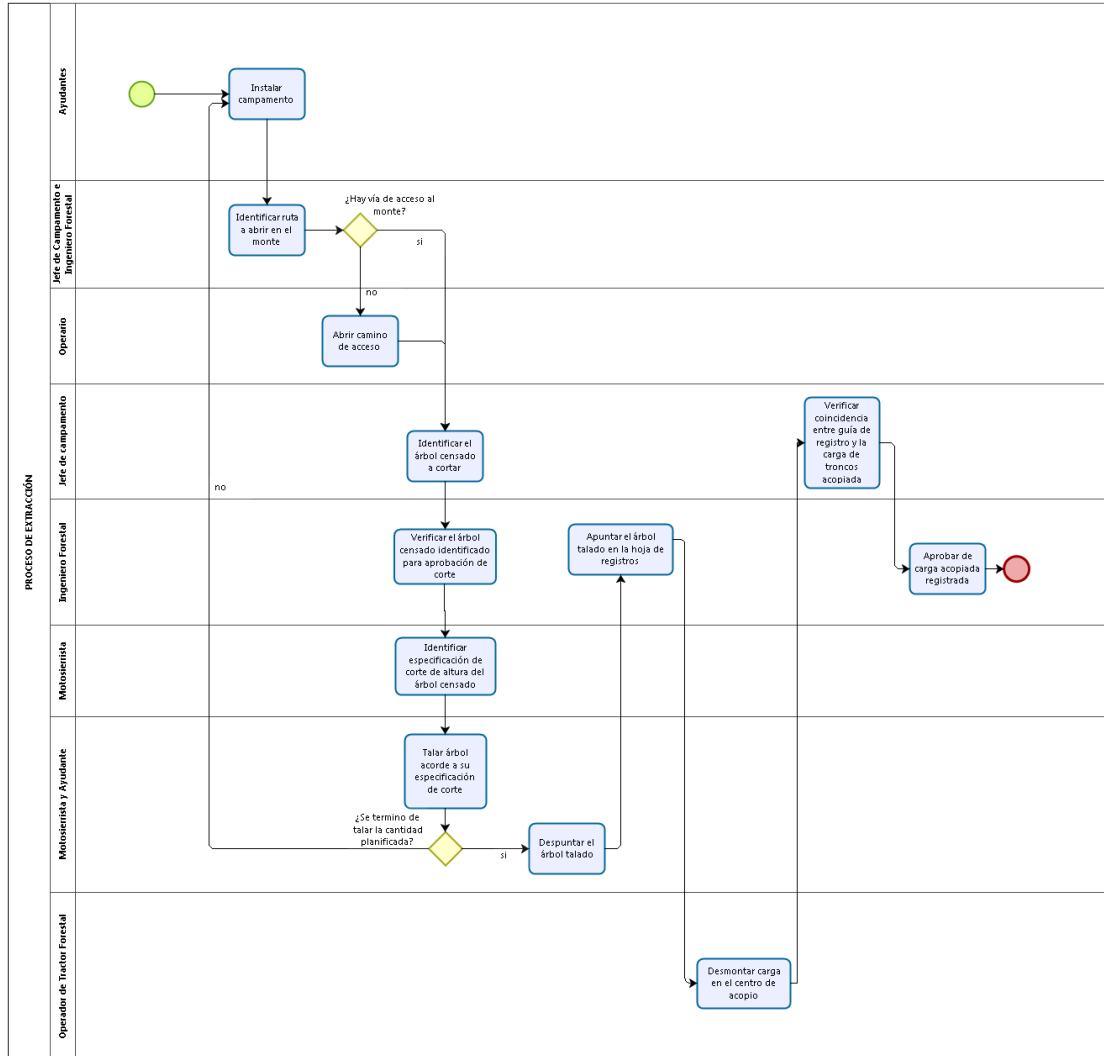 PROCESO DE EXTRACCIÓN
Ayudantes
Instalar
campamento
Jefe de Campamento e
Ingeniero Forestal
Identificar ruta
a abrir en el
monte
¿Hay vía de acceso al
monte?
si
no
Operario
Abrir camino
de acceso
Jefe de campamento
Identificar el
árbol censado
a cortar
Verificar
coincidencia
entre guía de
registro y la
carga de
troncos
acopiada
no
Ingeniero Forestal
Verificar el árbol
censado identificado
para aprobación de
corte
Apuntar el árbol
talado en la hoja de
registros
Aprobar de
carga acopiada
registrada
Motosierrista
Identificar
especificación de
corte de altura del
árbol censado
Motosierrista y Ayudante
Talar árbol
acorde a su
especificación
de corte
¿Se termino de
talar la cantidad
planificada?
si
Despuntar el
árbol talado
Operador de Tractor Forestal
Desmontar carga
en el centro de
acopio